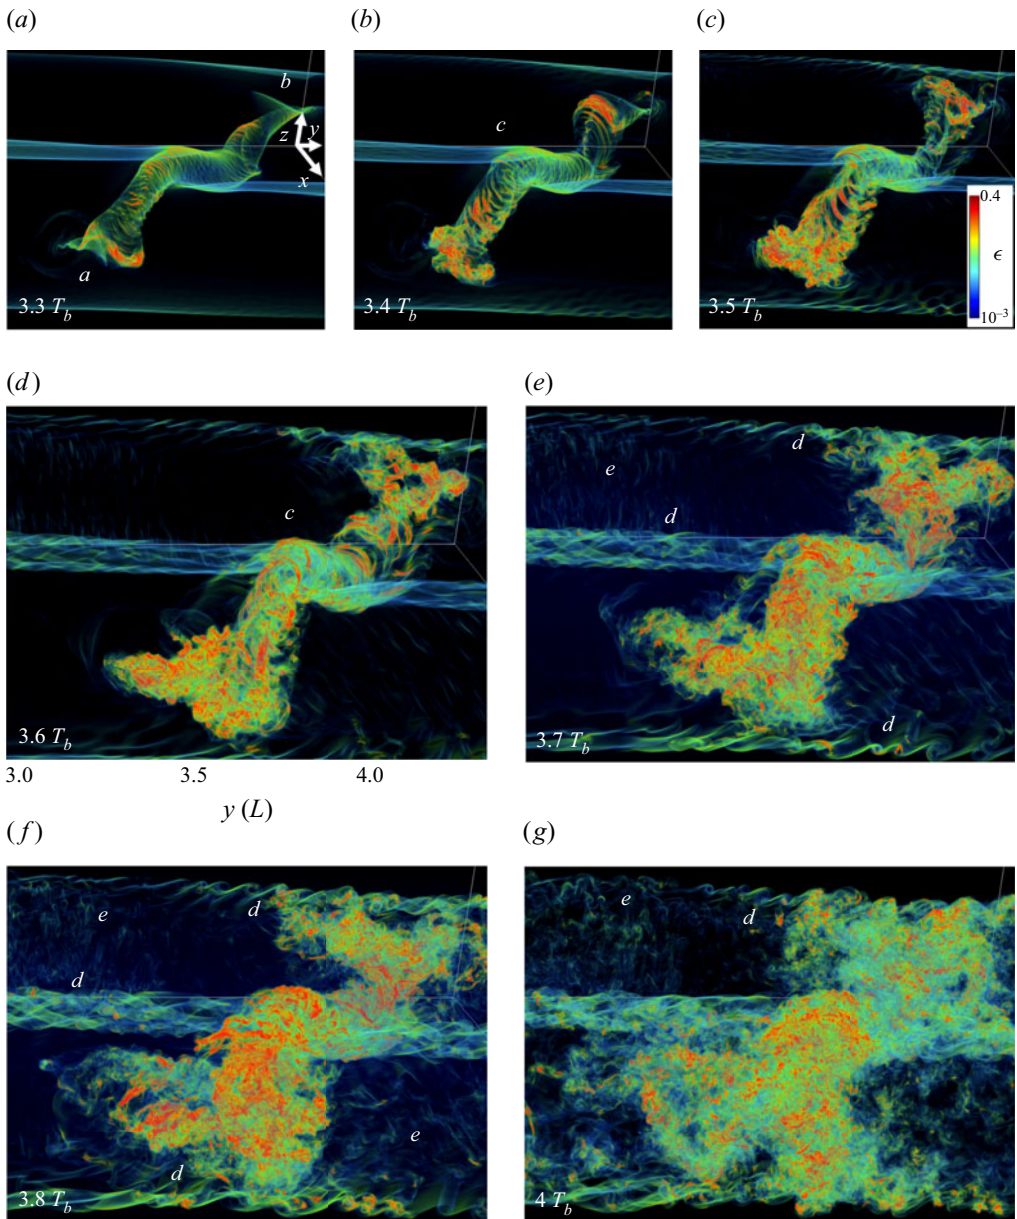 (a)
(b)
(c)
b
z
y
x
a
3.3 T_b
c
3.4 T_b
0.4
ϵ
10⁻³
3.5 T_b
(d)
(e)
c
3.6 T_b
3.0 3.5 4.0
y (L)
d
e
d
d
3.7 T_b
(f)
(g)
e
d
d
e
d
3.8 T_b
e
d
4 T_b